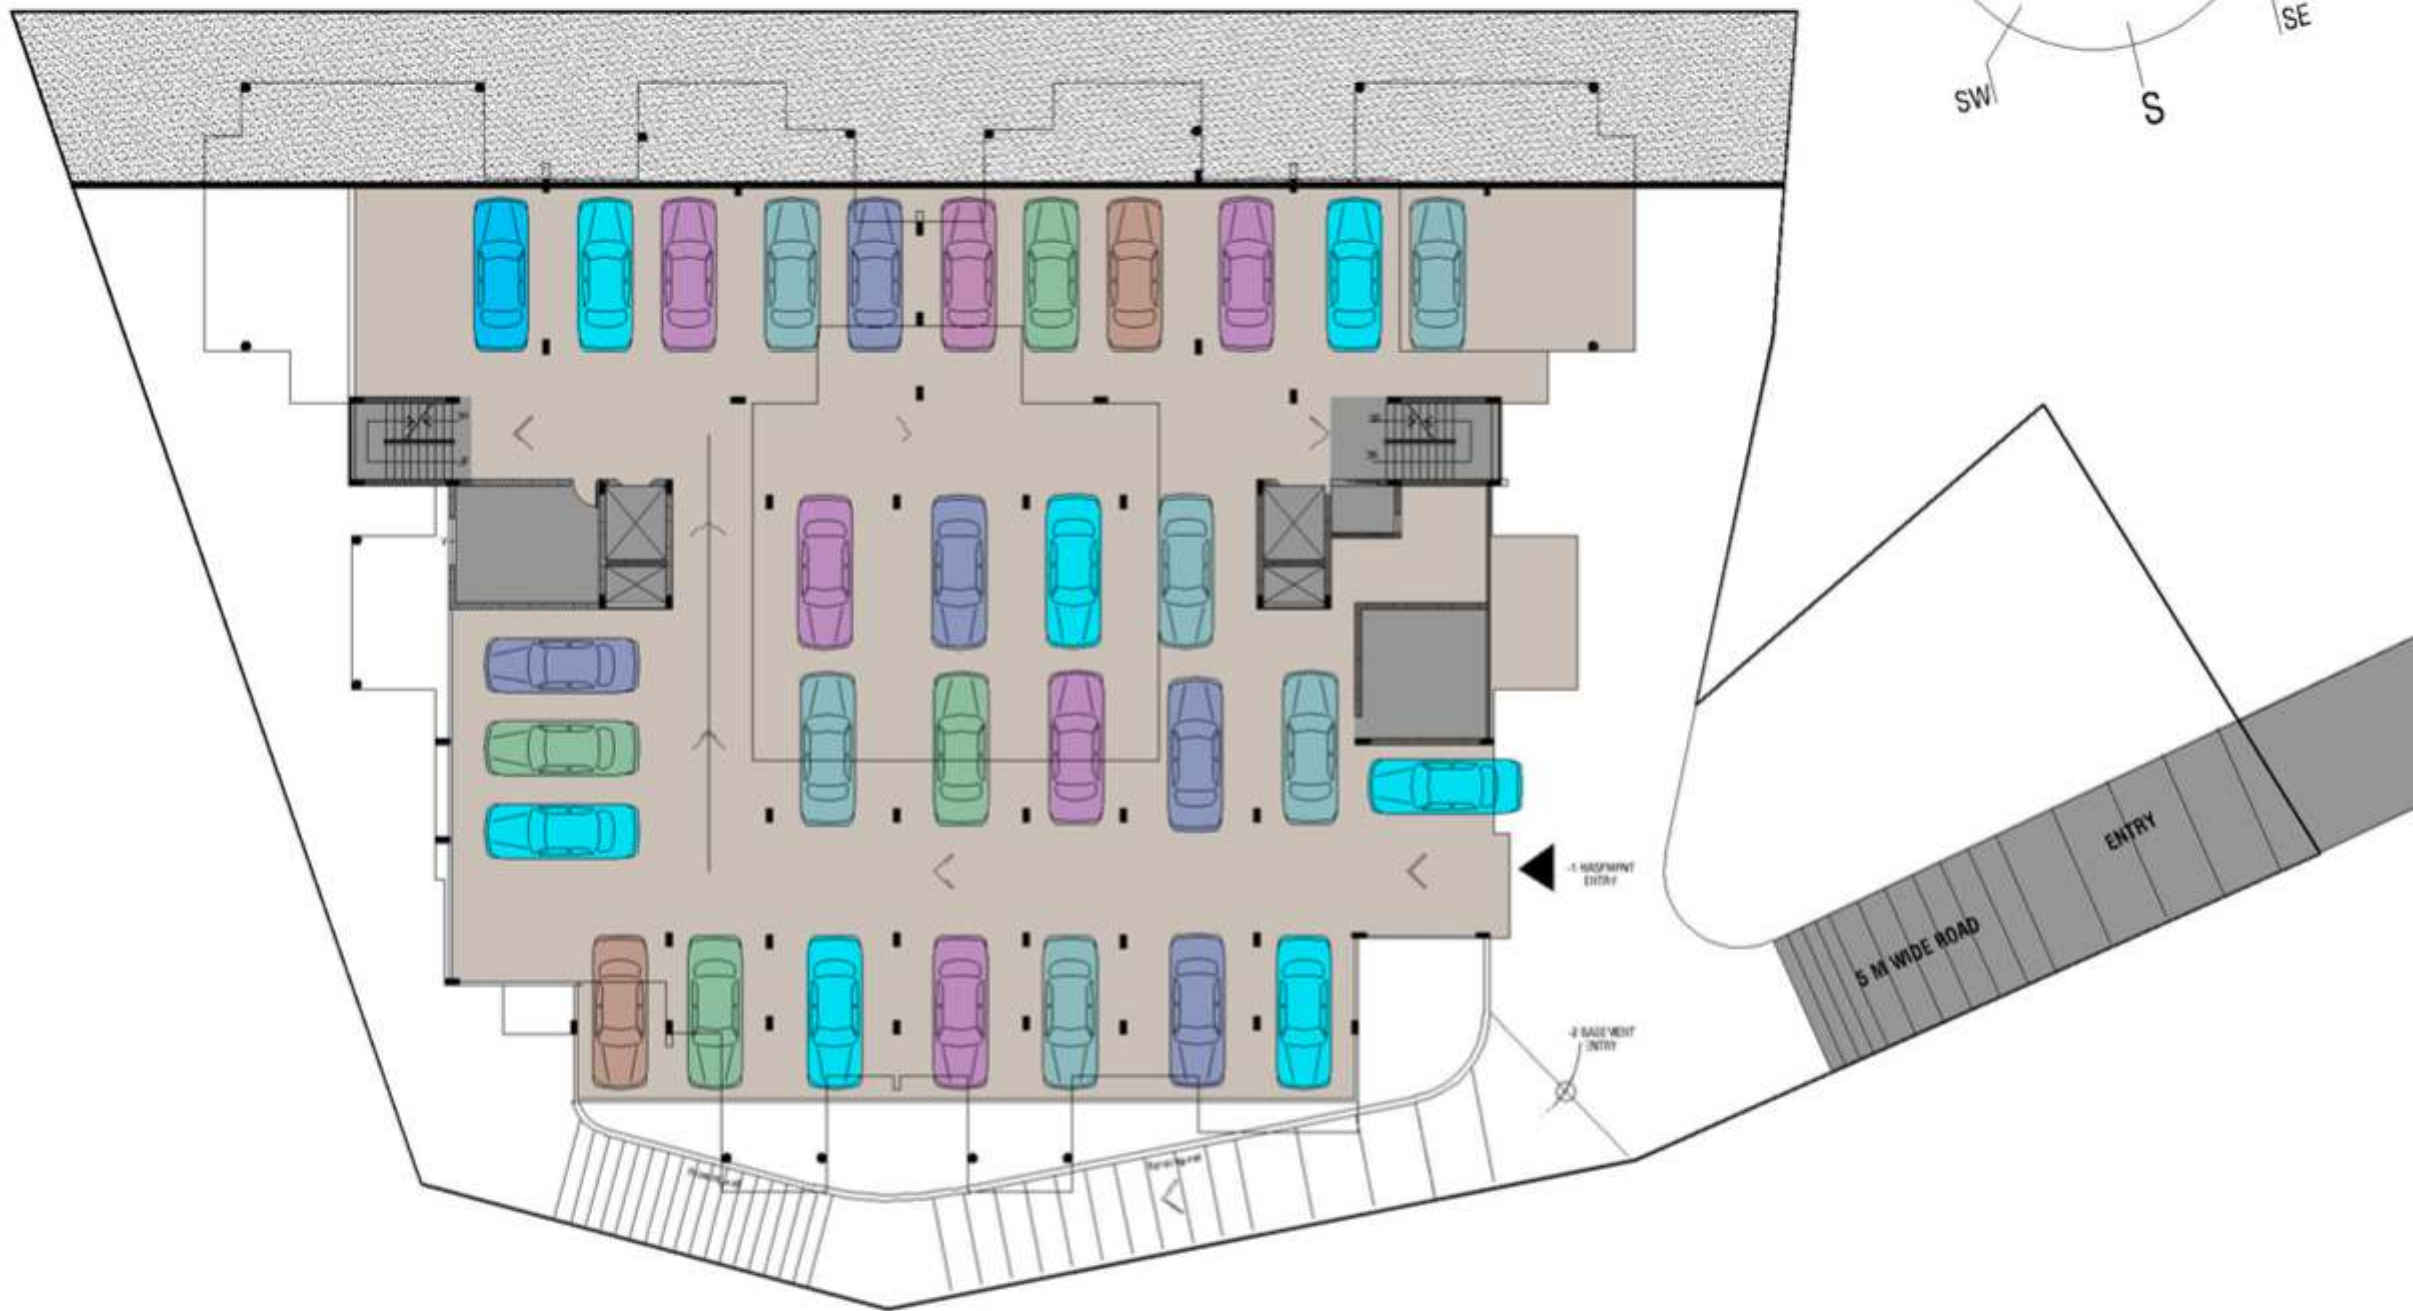 SE
SW
S
-1 BASEMENT
ENTRY
ENTRY
5 M WIDE ROAD
-2 BASEMENT
ENTRY